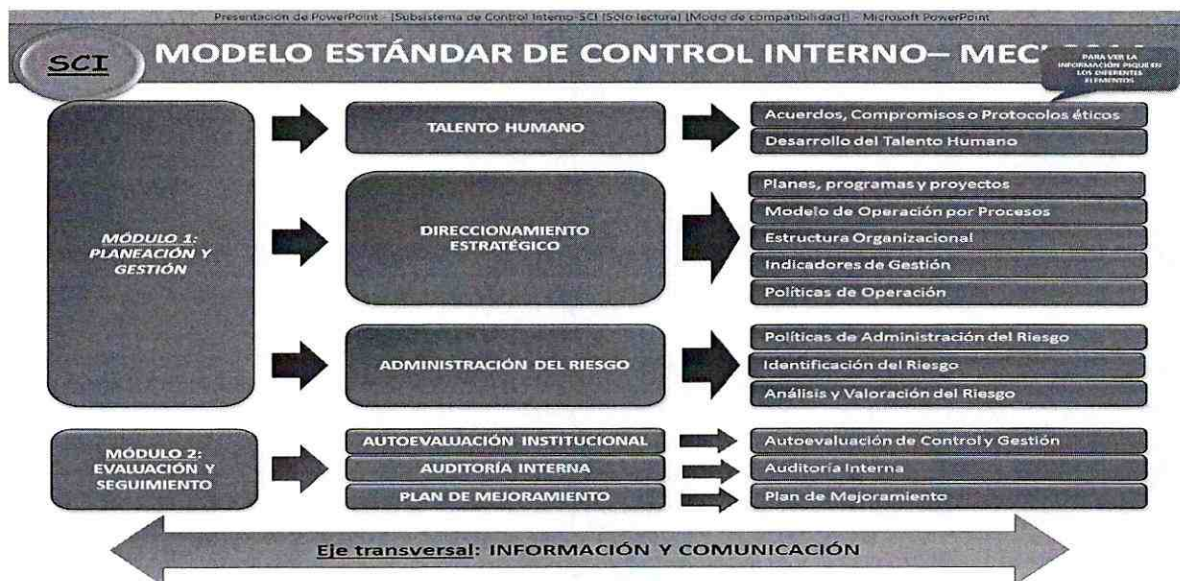 Presentación de PowerPoint - [Subsistema de Control Interno-SCI [Sólo lectura] [Modo de compatibilidad]] - Microsoft PowerPoint
SCI
MODELO ESTÁNDAR DE CONTROL INTERNO– MECI
PARA VER LA
INFORMACIÓN PIQUE EN
LOS DIFERENTES
ELEMENTOS
MÓDULO 1:
PLANEACIÓN Y
GESTIÓN
TALENTO HUMANO
Acuerdos, Compromisos o Protocolos éticos
Desarrollo del Talento Humano
DIRECCIONAMIENTO
ESTRATÉGICO
Planes, programas y proyectos
Modelo de Operación por Procesos
Estructura Organizacional
Indicadores de Gestión
Políticas de Operación
ADMINISTRACIÓN DEL RIESGO
Políticas de Administración del Riesgo
Identificación del Riesgo
Análisis y Valoración del Riesgo
MÓDULO 2:
EVALUACIÓN Y
SEGUIMIENTO
AUTOEVALUACIÓN INSTITUCIONAL
Autoevaluación de Control y Gestión
AUDITORÍA INTERNA
Auditoría Interna
PLAN DE MEJORAMIENTO
Plan de Mejoramiento
Eje transversal: INFORMACIÓN Y COMUNICACIÓN